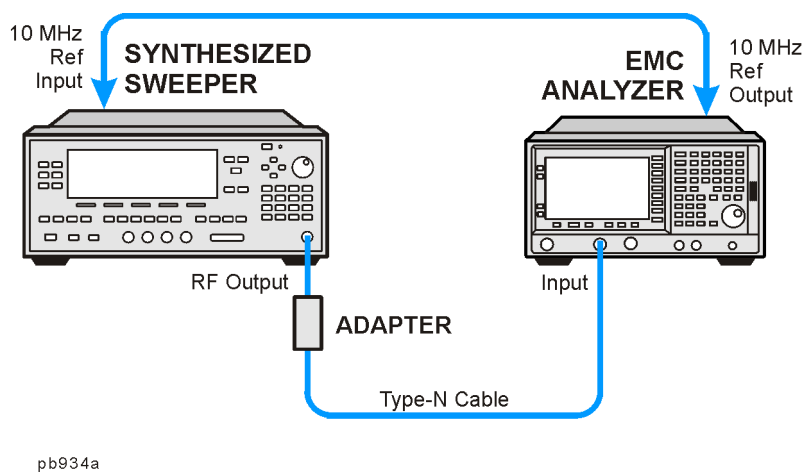 10 MHz
Ref
Input
SYNTHESIZED
SWEEPER
EMC
ANALYZER
10 MHz
Ref
Output
RF Output
Input
ADAPTER
Type-N Cable
pb934a